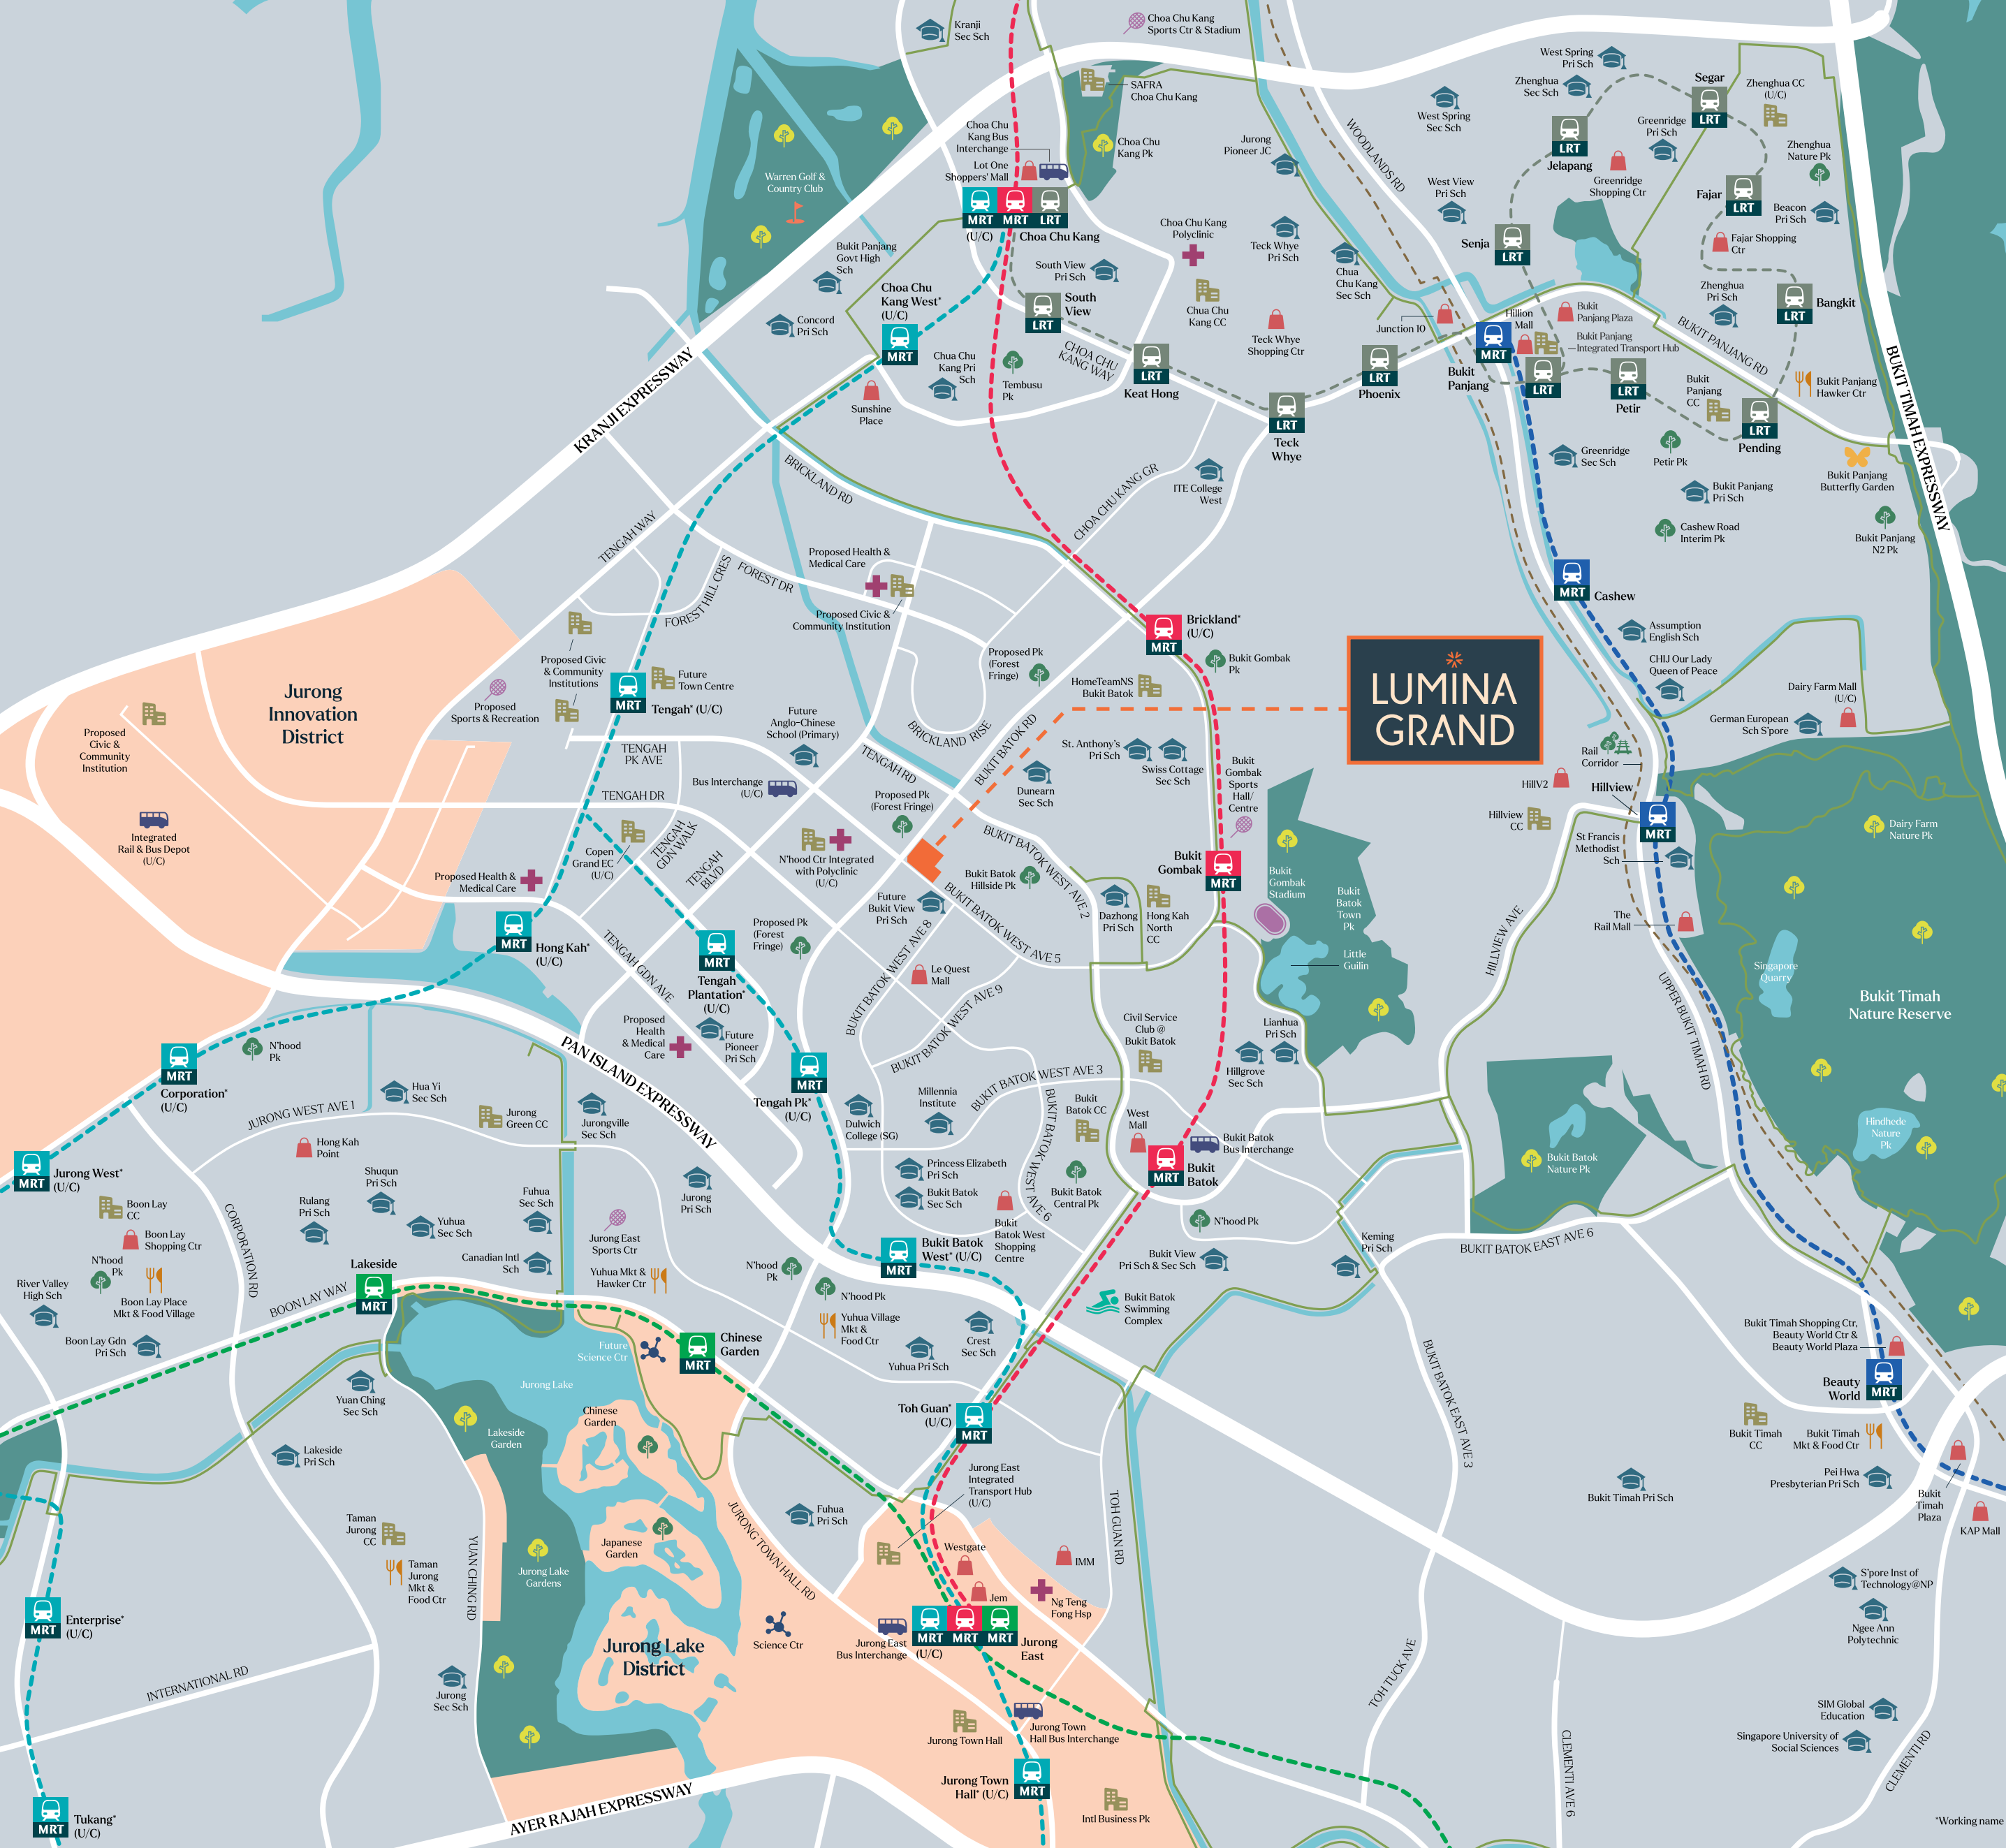 Kranji
Sec Sch
Choa Chu Kang
Sports Ctr & Stadium
SAFRA
Choa Chu Kang
Choa Chu
Kang Bus
Interchange
Lot One
Shoppers' Mall
Choa Chu
Kang Pk
Warren Golf &
Country Club
MRT
MRT
LRT
(U/C)
Choa Chu Kang
Jurong
Pioneer JC
WOODLANDS RD
West Spring
Pri Sch
Zhenghua
Sec Sch
West Spring
Sec Sch
Segar
LRT
Zhenghua CC
(U/C)
Greenridge
Pri Sch
LRT
Jelapang
Greenridge
Shopping Ctr
Zhenghua
Nature Pk
Fajar
LRT
Beacon
Pri Sch
Fajar Shopping
Ctr
West View
Pri Sch
Senja
LRT
Zhenghua
Pri Sch
LRT
Bangkit
Bukit Panjang
Govt High
Sch
Concord
Pri Sch
Choa Chu
Kang West*
(U/C)
MRT
South View
Pri Sch
South
View
LRT
Choa Chu Kang
Polyclinic
Chua Chu
Kang CC
Teck Whye
Pri Sch
Chua
Chu Kang
Sec Sch
Teck Whye
Shopping Ctr
Junction 10
Hillion
Mall
Bukit
Panjang Plaza
Bukit Panjang
Integrated Transport Hub
MRT
Bukit
Panjang
LRT
LRT
Petir
BUKIT PANJANG RD
Bukit
Panjang
CC
LRT
Pending
Bukit Panjang
Hawker Ctr
BUKIT TIMAH EXPRESSWAY
KRANJI EXPRESSWAY
Sunshine
Place
Chua Chu
Kang Pri
Sch
Tembusu
Pk
CHOA CHU
KANG WAY
LRT
Keat Hong
LRT
Phoenix
LRT
Teck
Whye
Greenridge
Sec Sch
Petir Pk
Bukit Panjang
Pri Sch
Bukit Panjang
Butterfly Garden
Cashew Road
Interim Pk
Bukit Panjang
N2 Pk
BRICKLAND RD
CHOA CHU KANG GR
ITE College
West
TENGAH WAY
FOREST HILL CRES
FOREST DR
Proposed Health &
Medical Care
Proposed Civic &
Community Institution
MRT
Cashew
Brickland*
(U/C)
MRT
Bukit Gombak
Pk
HomeTeamNS
Bukit Batok
Proposed Pk
(Forest
Fringe)
Assumption
English Sch
CHIJ Our Lady
Queen of Peace
Dairy Farm Mall
(U/C)
German European
Sch S'pore
LUMINA
GRAND
Jurong
Innovation
District
Proposed
Civic &
Community
Institution
Integrated
Rail & Bus Depot
(U/C)
Proposed Civic
& Community
Institutions
Proposed
Sports & Recreation
Future
Town Centre
MRT
Tengah* (U/C)
TENGAH
PK AVE
Future
Anglo-Chinese
School (Primary)
Bus Interchange
(U/C)
TENGAH DR
TENGAH RD
BRICKLAND RISE
BUKIT BATOK RD
Proposed Pk
(Forest Fringe)
Dunearn
Sec Sch
St. Anthony's
Pri Sch
Swiss Cottage
Sec Sch
Bukit
Gombak
Sports
Hall/
Centre
Rail
Corridor
HillV2
Hillview
MRT
Hillview
CC
St Francis
Methodist
Sch
Dairy Farm
Nature Pk
Copen
Grand EC
(U/C)
TENGAH
GDN WALK
TENGAH
BLVD
N'hood Ctr Integrated
with Polyclinic
(U/C)
Proposed Health &
Medical Care
Future
Bukit View
Pri Sch
Bukit Batok
Hillside Pk
BUKIT BATOK WEST AVE 2
BUKIT BATOK WEST AVE 5
Dazhong
Pri Sch
Hong Kah
North
CC
Bukit
Gombak
MRT
Bukit
Gombak
Stadium
Bukit
Batok
Town
Pk
Little
Guilin
HILLVIEW AVE
The
Rail Mall
UPPER BUKIT TIMAH RD
Singapore
Quarry
Bukit Timah
Nature Reserve
MRT
Hong Kah*
(U/C)
TENGAH GDN AVE
Proposed Pk
(Forest
Fringe)
MRT
Tengah
Plantation*
(U/C)
BUKIT BATOK WEST AVE 8
Le Quest
Mall
BUKIT BATOK WEST AVE 9
Proposed
Health
& Medical
Care
Future
Pioneer
Pri Sch
PAN ISLAND EXPRESSWAY
MRT
Tengah Pk*
(U/C)
Civil Service
Club @
Bukit Batok
Lianhua
Pri Sch
Hillgrove
Sec Sch
N'hood
Pk
MRT
Corporation*
(U/C)
JURONG WEST AVE 1
Hua Yi
Sec Sch
Jurong
Green CC
Jurongville
Sec Sch
Dulwich
College (SG)
Millennia
Institute
BUKIT BATOK WEST AVE 3
BUKIT BATOK WEST AVE 6
Bukit
Batok CC
West
Mall
Bukit Batok
Bus Interchange
MRT
Bukit
Batok
Bukit Batok
Central Pk
Bukit Batok
Nature Pk
Hindhede
Nature
Pk
Hong Kah
Point
MRT
Jurong West*
(U/C)
Boon Lay
CC
Boon Lay
Shopping Ctr
N'hood
Pk
Boon Lay Place
Mkt & Food Village
River Valley
High Sch
Boon Lay Gdn
Pri Sch
CORPORATION RD
Shuqun
Pri Sch
Rulang
Pri Sch
Yuhua
Sec Sch
Fuhua
Sec Sch
Canadian Intl
Sch
Jurong
Pri Sch
Jurong East
Sports Ctr
Yuhua Mkt &
Hawker Ctr
Princess Elizabeth
Pri Sch
Bukit Batok
Sec Sch
Bukit
Batok West
Shopping
Centre
N'hood Pk
Bukit View
Pri Sch & Sec Sch
Keming
Pri Sch
BUKIT BATOK EAST AVE 6
Bukit Batok
West* (U/C)
MRT
N'hood
Pk
N'hood Pk
Yuhua Village
Mkt &
Food Ctr
Yuhua Pri Sch
Crest
Sec Sch
Bukit Batok
Swimming
Complex
BOON LAY WAY
Lakeside
MRT
Future
Science Ctr
Chinese
Garden
MRT
Jurong Lake
Chinese
Garden
Lakeside
Garden
Yuan Ching
Sec Sch
Lakeside
Pri Sch
Toh Guan*
(U/C)
MRT
BUKIT BATOK EAST AVE 3
Bukit Timah Shopping Ctr,
Beauty World Ctr &
Beauty World Plaza
Beauty
World
MRT
Bukit Timah
CC
Bukit Timah
Mkt & Food Ctr
Pei Hwa
Presbyterian Pri Sch
Bukit Timah Pri Sch
Bukit
Timah
Plaza
KAP Mall
Jurong East
Integrated
Transport Hub
(U/C)
TOH GUAN RD
Fuhua
Pri Sch
JURONG TOWN HALL RD
Taman
Jurong
CC
Taman
Jurong
Mkt &
Food Ctr
YUAN CHING RD
Japanese
Garden
Jurong Lake
Gardens
Westgate
IMM
Jem
Ng Teng
Fong Hsp
S'pore Inst of
Technology@NP
Ngee Ann
Polytechnic
MRT
Enterprise*
(U/C)
Jurong Lake
District
Science Ctr
Jurong East
Bus Interchange
MRT
MRT
MRT
(U/C)
Jurong
East
INTERNATIONAL RD
Jurong
Sec Sch
TOH TUCK AVE
SIM Global
Education
Singapore University of
Social Sciences
Jurong Town Hall
Jurong Town
Hall Bus Interchange
Jurong Town
Hall* (U/C)
MRT
CLEMENTI AVE 6
CLEMENTI RD
Intl Business Pk
AYER RAJAH EXPRESSWAY
MRT
Tukang*
(U/C)
*Working name